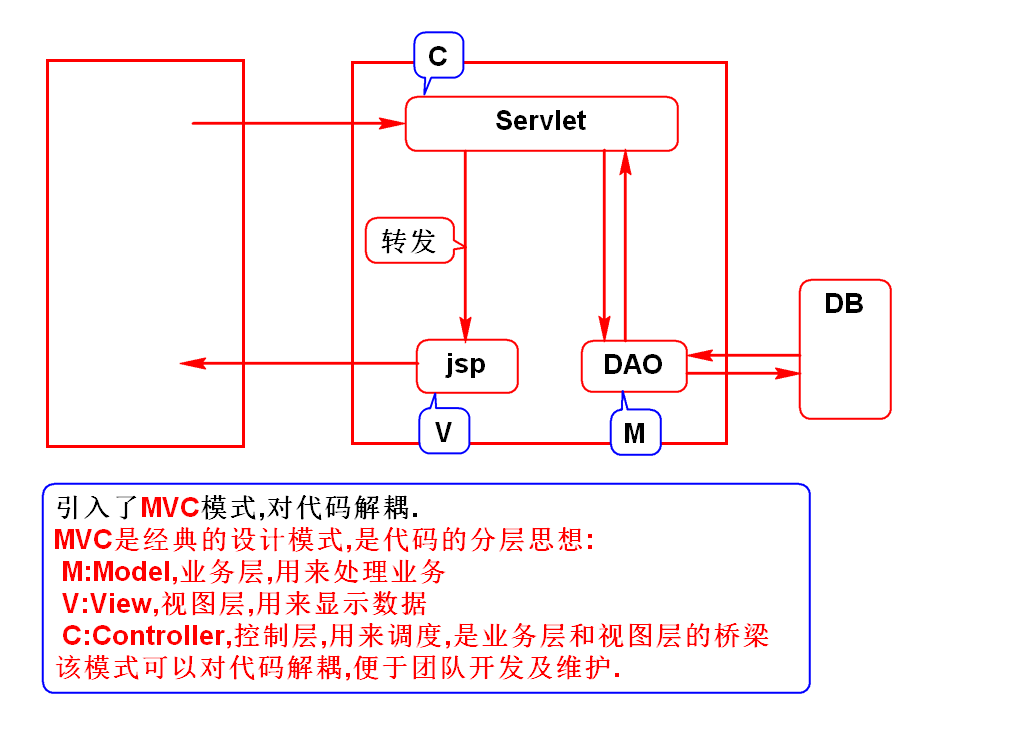 C
Servlet
转发
DB
jsp
DAO
V
M
引入了MVC模式,对代码解耦.
MVC是经典的设计模式,是代码的分层思想:
M:Model,业务层,用来处理业务
V:View,视图层,用来显示数据
C:Controller,控制层,用来调度,是业务层和视图层的桥梁
该模式可以对代码解耦,便于团队开发及维护.